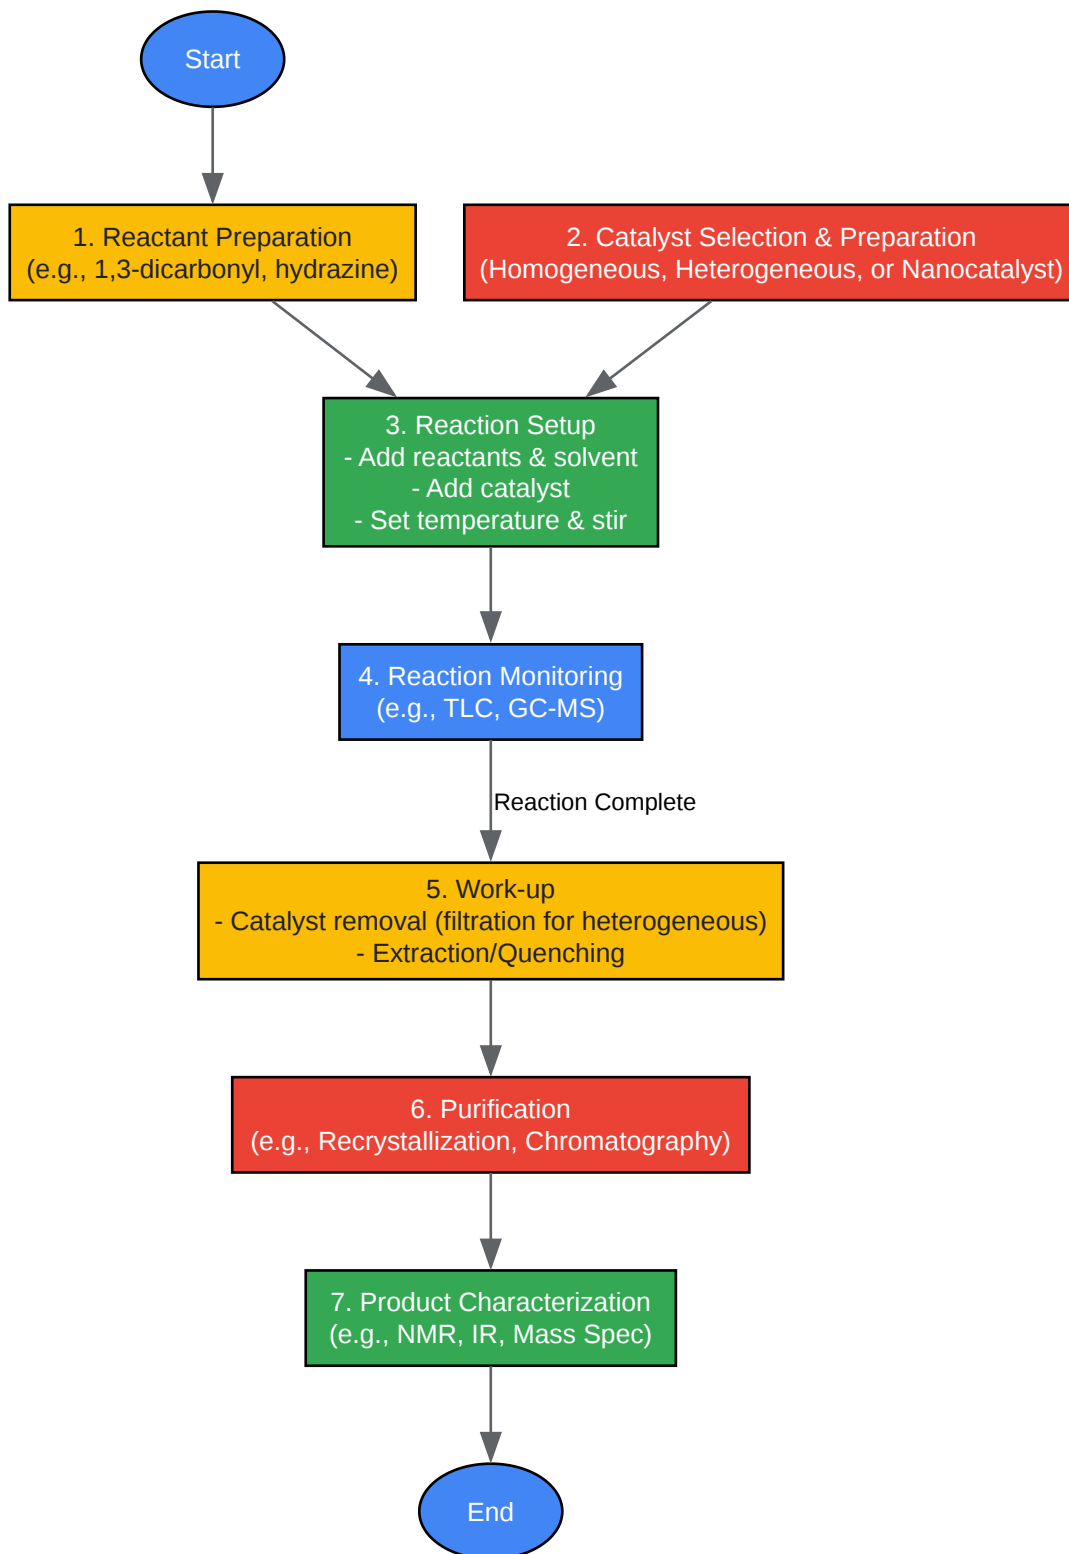 Start
1. Reactant Preparation
(e.g., 1,3-dicarbonyl, hydrazine)
2. Catalyst Selection & Preparation
(Homogeneous, Heterogeneous, or Nanocatalyst)
3. Reaction Setup
- Add reactants & solvent
- Add catalyst
- Set temperature & stir
4. Reaction Monitoring
(e.g., TLC, GC-MS)
Reaction Complete
5. Work-up
- Catalyst removal (filtration for heterogeneous)
- Extraction/Quenching
6. Purification
(e.g., Recrystallization, Chromatography)
7. Product Characterization
(e.g., NMR, IR, Mass Spec)
End